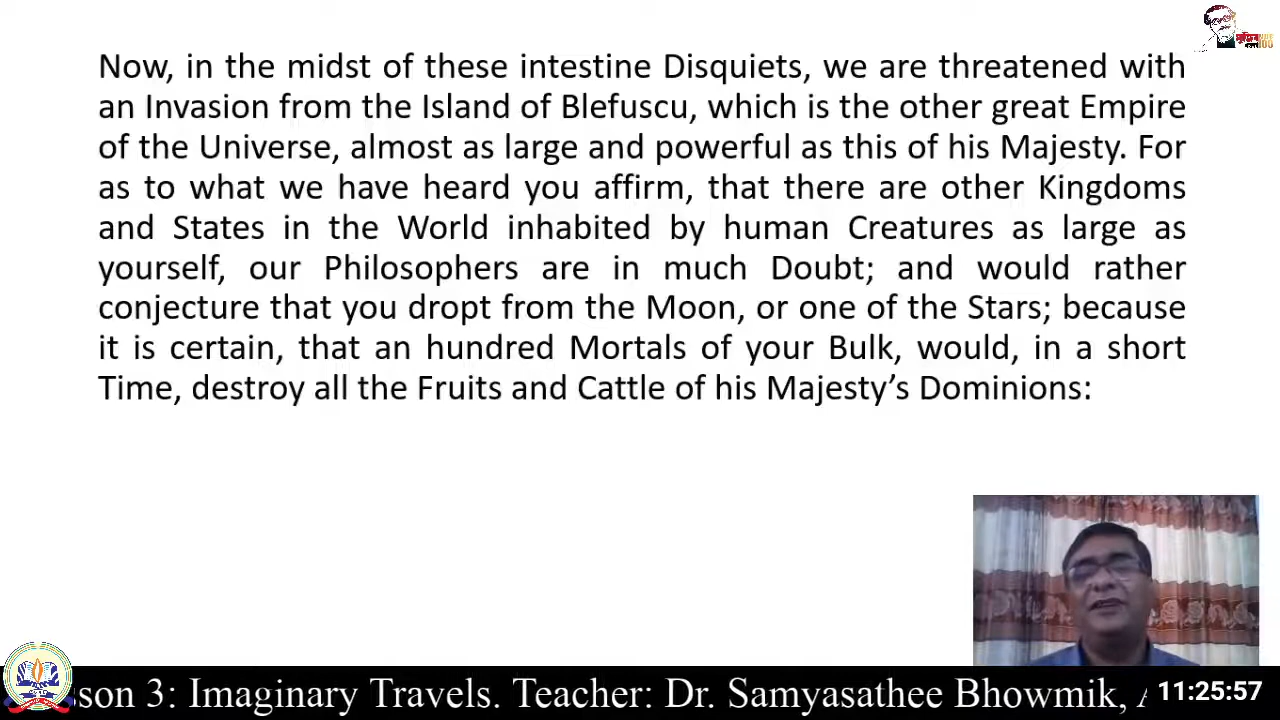 Now, in the midst of these intestine Disquiets, we are threatened with
an Invasion from the Island of Blefuscu, which is the other great Empire
of the Universe, almost as large and powerful as this of his Majesty. For
as to what we have heard you affirm, that there are other Kingdoms
and States in the World inhabited by human Creatures as large as
yourself, our Philosophers are in much Doubt; and would rather
conjecture that you dropt from the Moon, or one of the Stars; because
it is certain, that an hundred Mortals of your Bulk, would, in a short
Time, destroy all the Fruits and Cattle of his Majesty’s Dominions:
sson 3: Imaginary Travels. Teacher: Dr. Samyasathee Bhowmik,
11:25:57